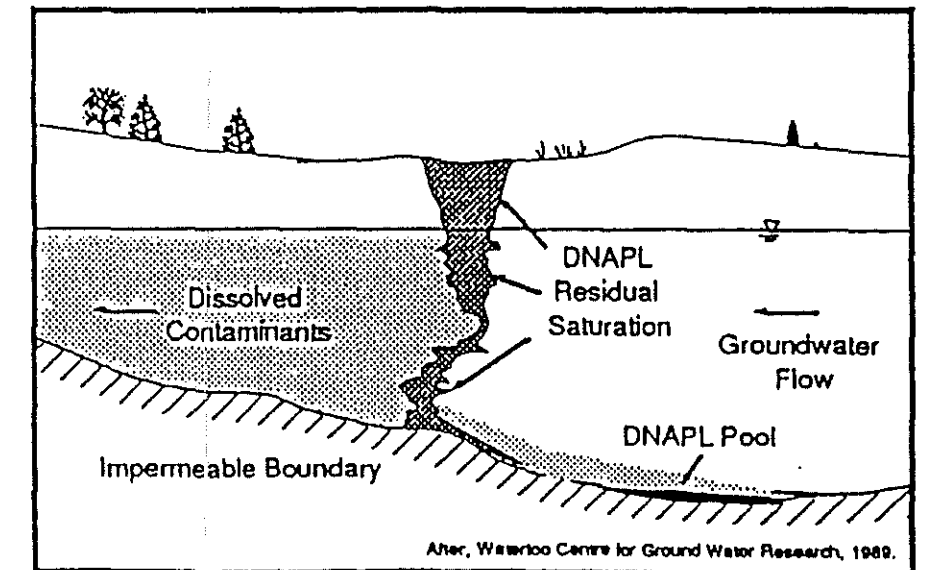 DNAPL
Residual
Saturation
Dissolved
Contaminants
Groundwater
Flow
DNAPL Pool
Impermeable Boundary
After, Waterloo Centre for Ground Water Research, 1989.